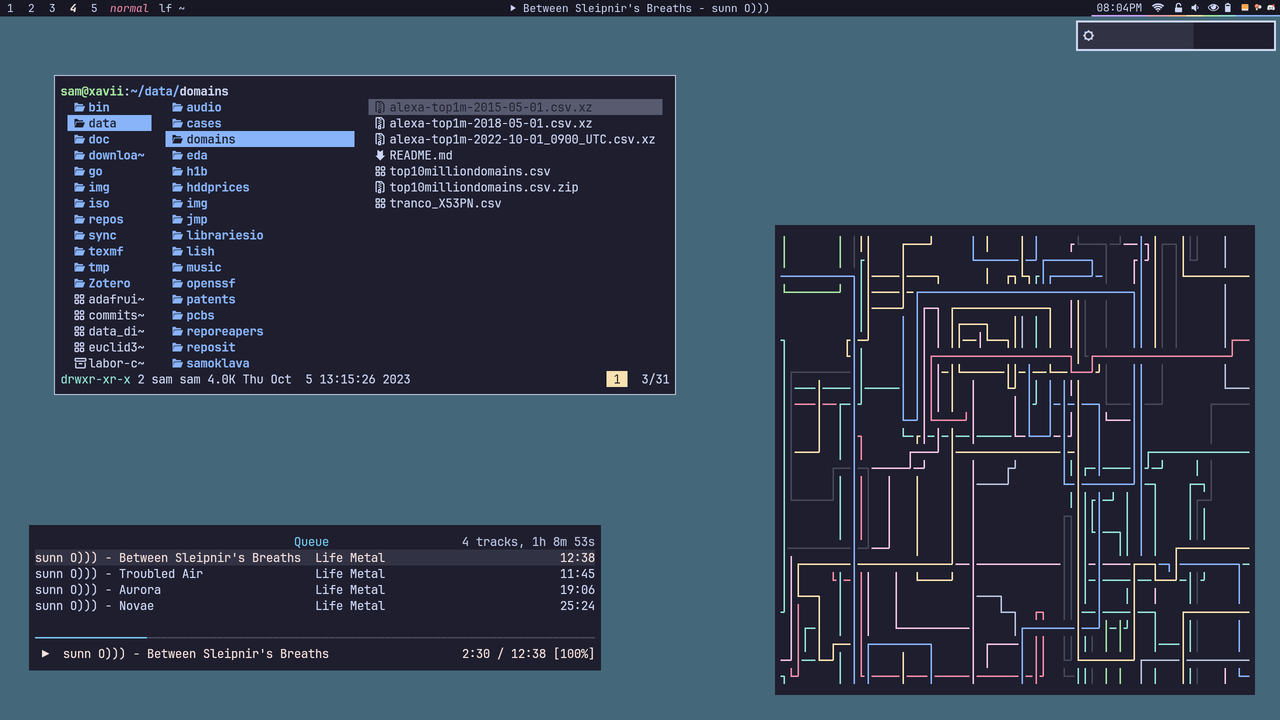 1 2 3 4 5 normal lf ~ ▶ Between Sleipnir's Breaths - sunn O))) 08:04PM
sam@xavii:~/data/domains
bin audio alexa-top1m-2015-05-01.csv.xz
data cases alexa-top1m-2018-05-01.csv.xz
doc domains alexa-top1m-2022-10-01_0900_UTC.csv.xz
downloa~ eda README.md
go h1b top10milliondomains.csv
img hddprices top10milliondomains.csv.zip
iso img tranco_X53PN.csv
repos jmp
sync librariesio
texmf lish
tmp music
Zotero openssf
adafrui~ patents
commits~ pcbs
data_di~ reporeapers
euclid3~ reposit
labor-c~ samoklava
drwxr-xr-x 2 sam sam 4.0K Thu Oct 5 13:15:26 2023 1 3/31
Queue 4 tracks, 1h 8m 53s
sunn O))) - Between Sleipnir's Breaths Life Metal 12:38
sunn O))) - Troubled Air Life Metal 11:45
sunn O))) - Aurora Life Metal 19:06
sunn O))) - Novae Life Metal 25:24
▶ sunn O))) - Between Sleipnir's Breaths 2:30 / 12:38 [100%]